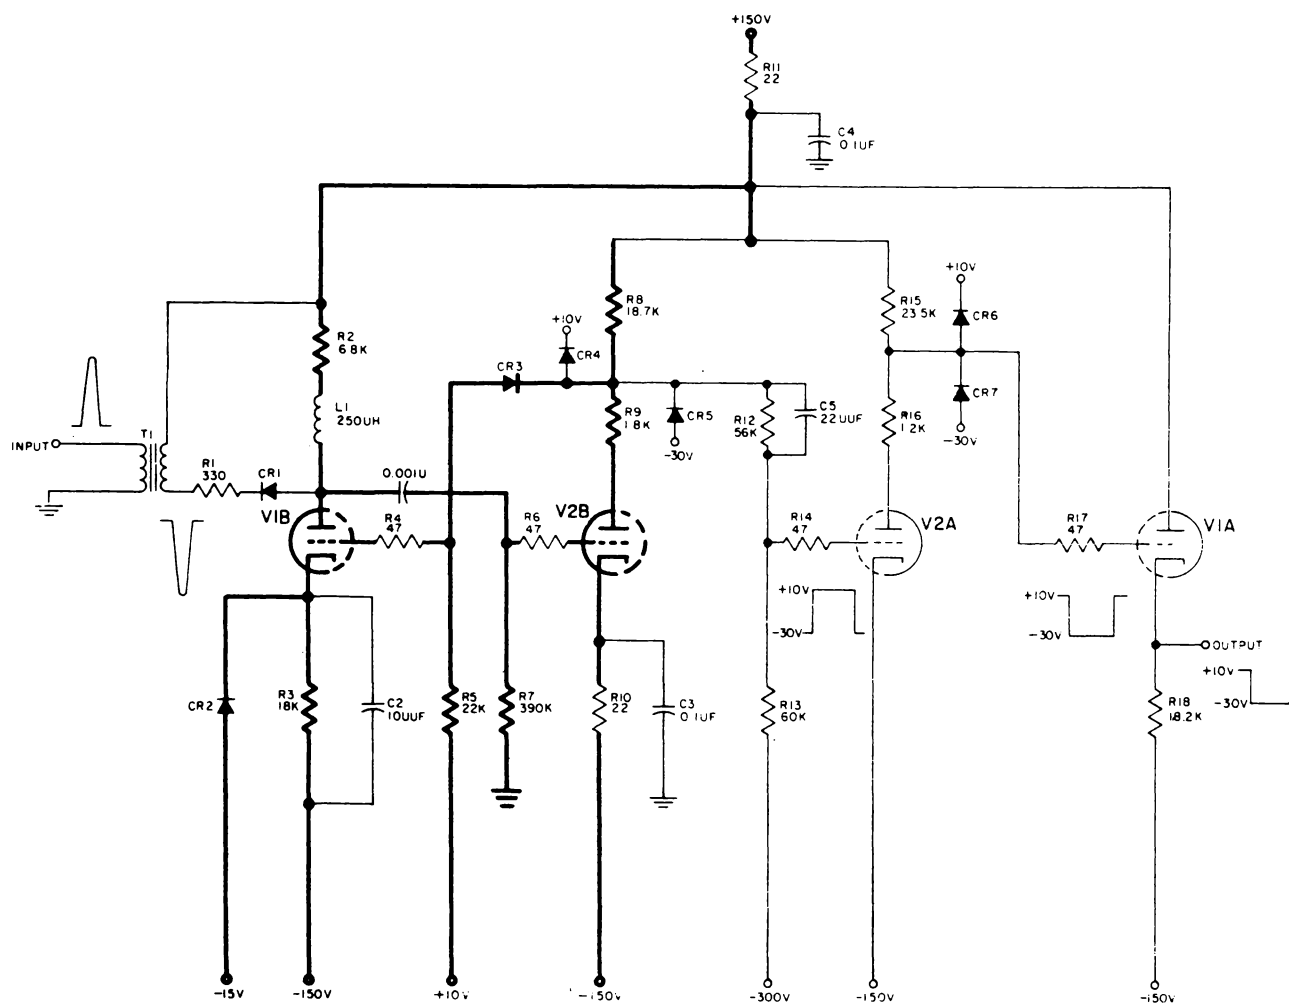 +150V
R11
22
C4
0.1UF
R2
6.8K
L1
250UH
INPUT
T1
R1
330
CR1
0.001U
V1B
R4
47
R6
47
V2B
CR3
+10V
CR4
R8
18.7K
R9
1.8K
CR5
-30V
R12
56K
C5
22UUF
R14
47
V2A
R15
23.5K
R16
1.2K
+10V
CR6
CR7
-30V
R17
47
V1A
+10V
-30V
+10V
-30V
OUTPUT
+10V
-30V
CR2
R3
18K
C2
10UUF
R5
22K
R7
390K
R10
22
C3
0.1UF
R13
60K
R18
18.2K
-15V
-150V
+10V
-150V
-300V
-150V
-150V